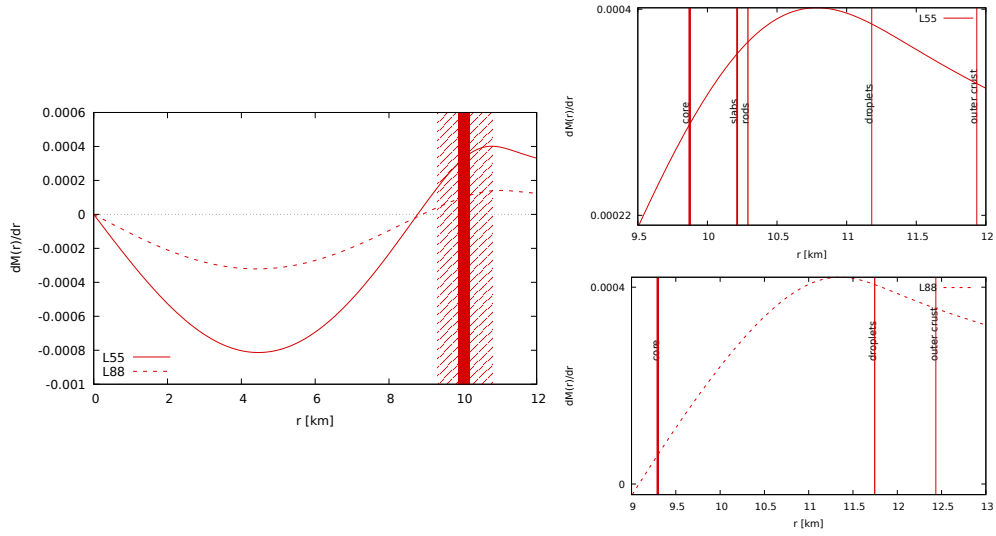 0.0006
0.0004
0.0002
0
-0.0002
-0.0004
-0.0006
-0.0008
-0.001
0 2 4 6 8 10 12
dM(r)/dr
r [km]
L55
L88
0.0004
0.00022
9.5 10 10.5 11 11.5 12
dM(r)/dr
r [km]
L55
core
slabs
rods
droplets
outer crust
0.0004
0
9 9.5 10 10.5 11 11.5 12 12.5 13
dM(r)/dr
r [km]
L88
core
droplets
outer crust